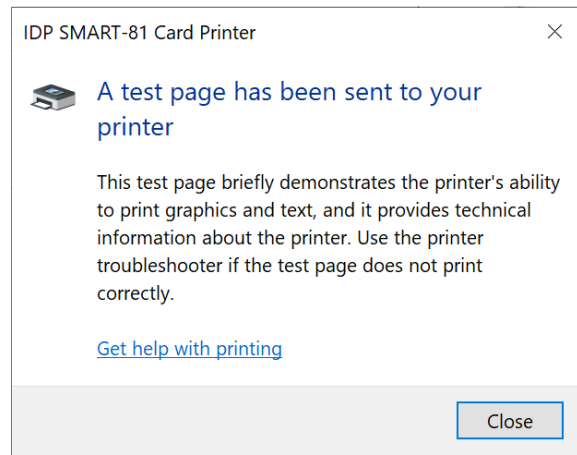 IDP SMART-81 Card Printer
A test page has been sent to your
printer
This test page briefly demonstrates the printer's ability
to print graphics and text, and it provides technical
information about the printer. Use the printer
troubleshooter if the test page does not print
correctly.
Get help with printing
Close